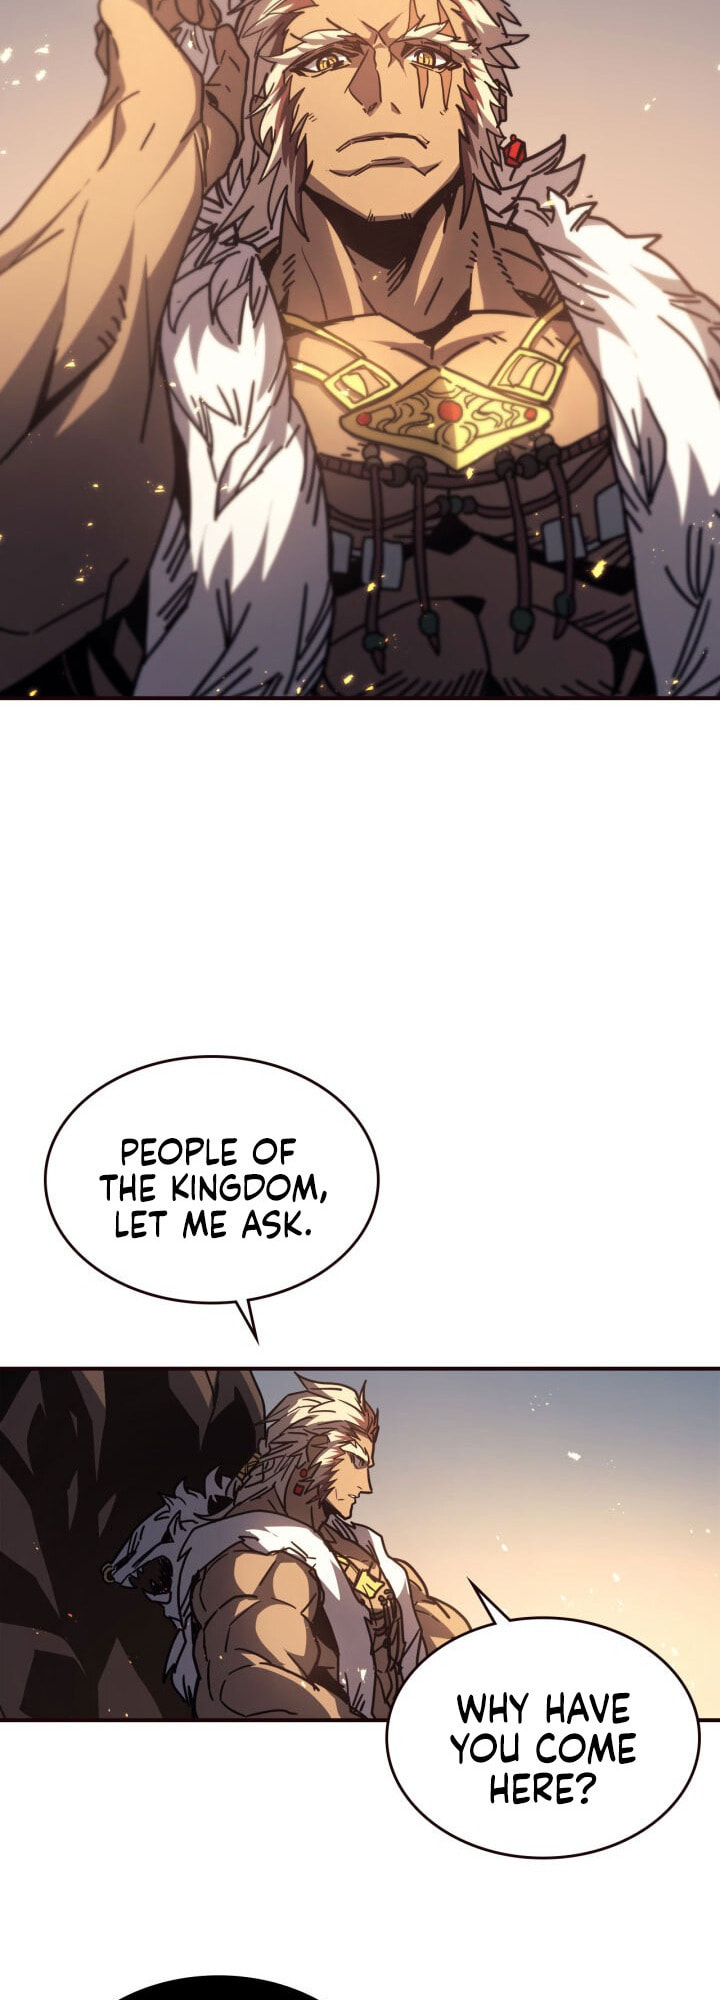 PEOPLE OF
THE KINGDOM,
LET ME ASK.
WHY HAVE
YOU COME
HERE?